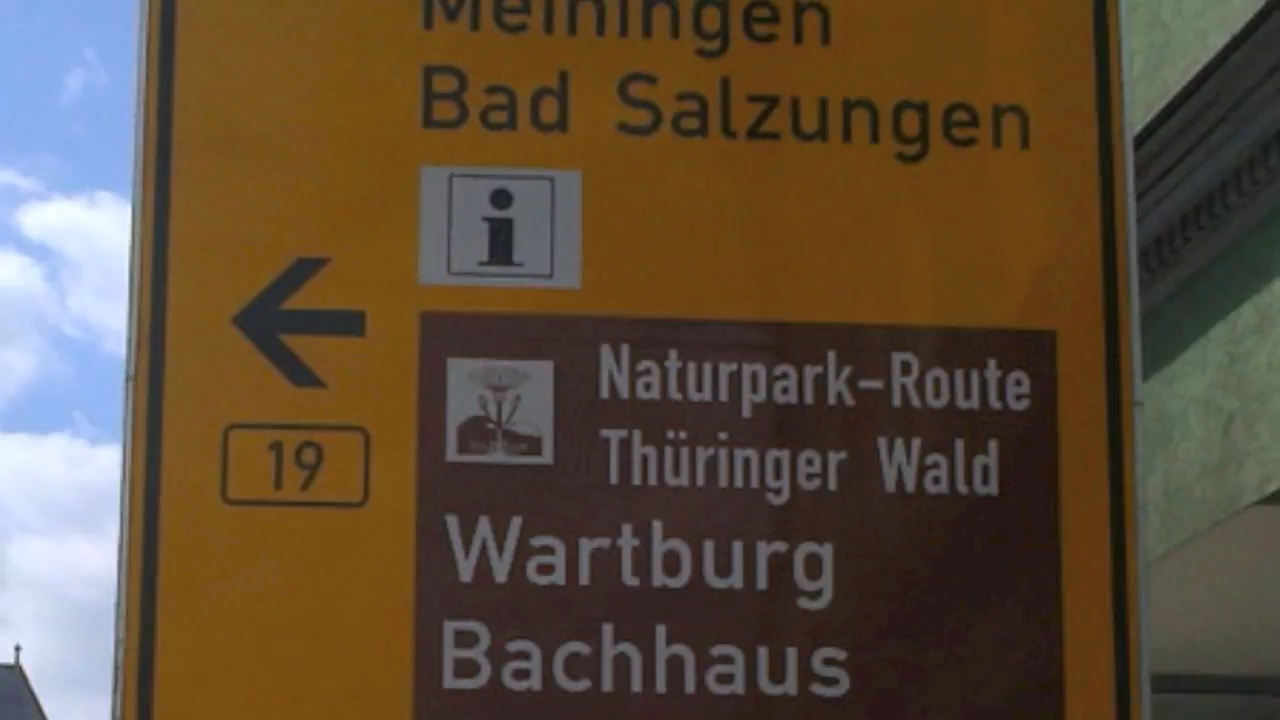 Meiningen
Bad Salzungen
i
Naturpark-Route
Thüringer Wald
19
Wartburg
Bachhaus